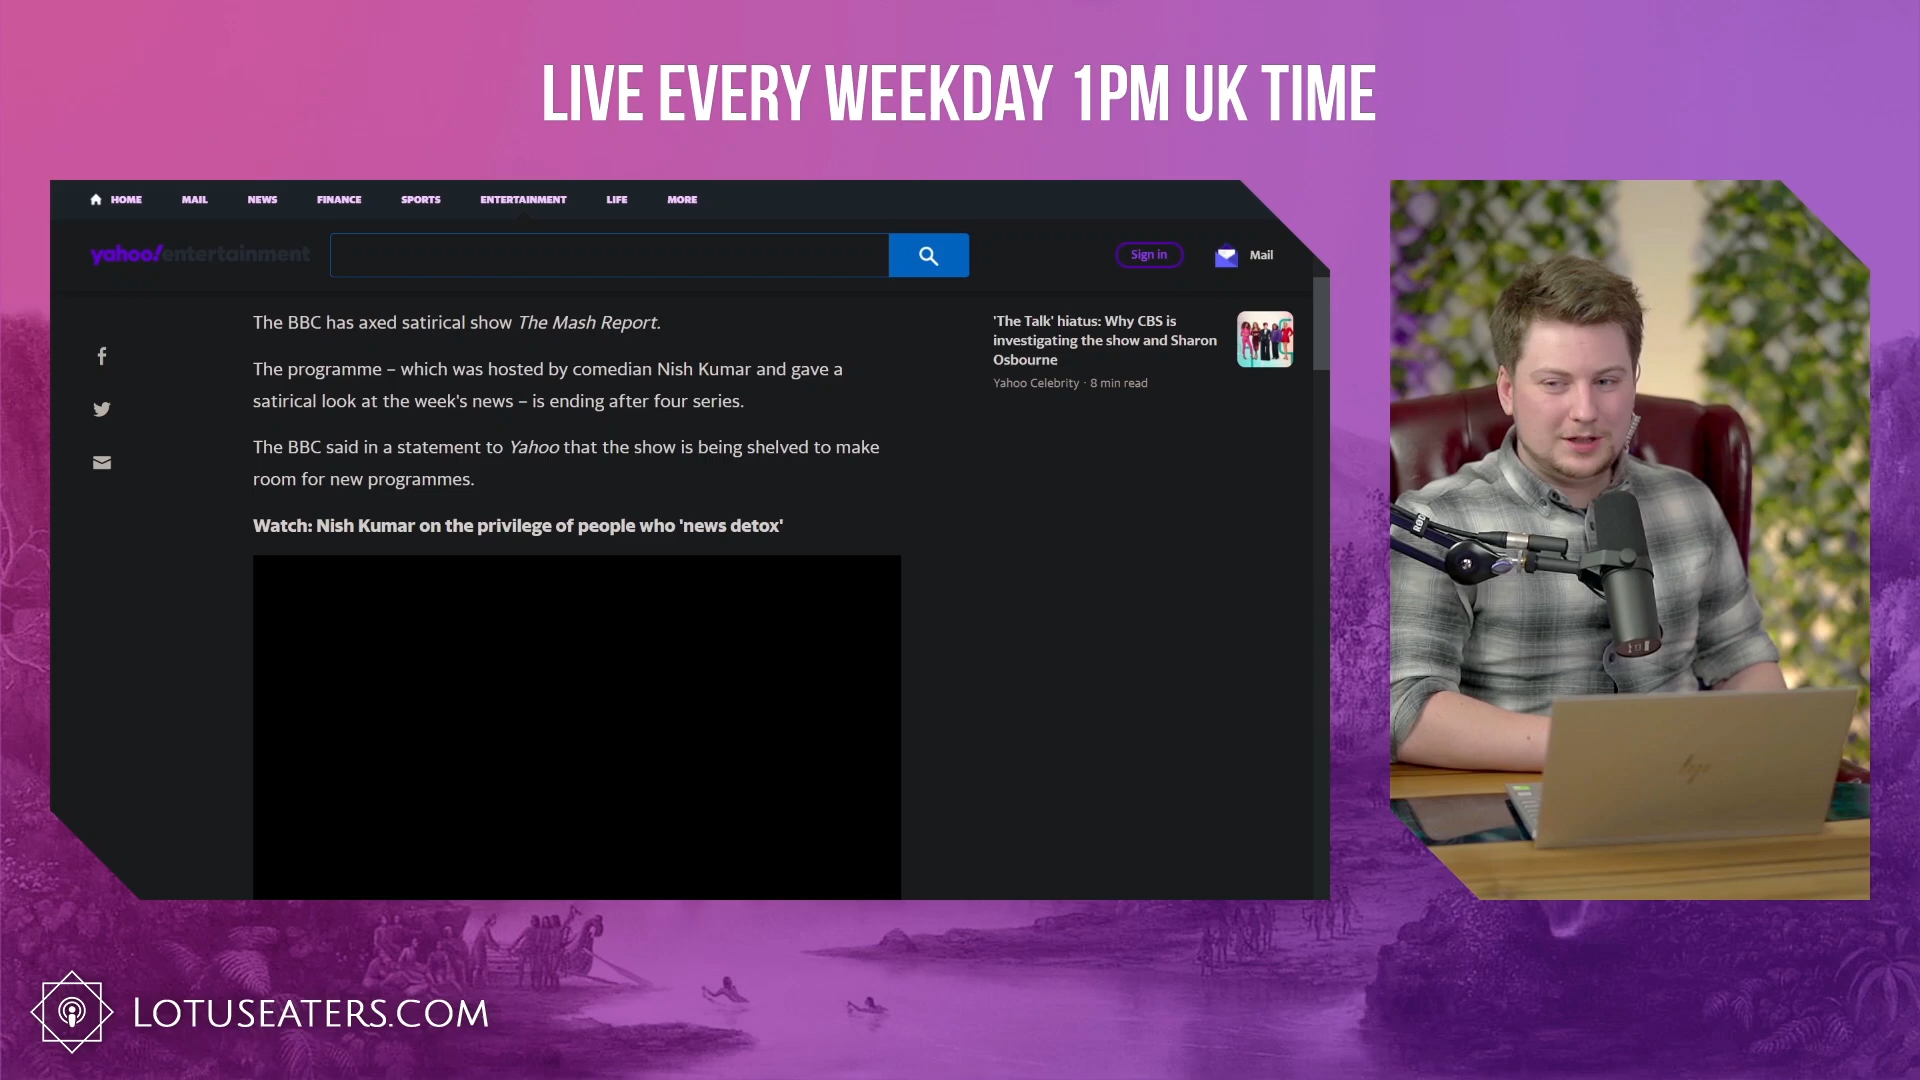 LIVE EVERY WEEKDAY 1PM UK TIME
HOME MAIL NEWS FINANCE SPORTS ENTERTAINMENT LIFE MORE
yahoo!entertainment
Sign in
Mail
The BBC has axed satirical show The Mash Report.
The programme – which was hosted by comedian Nish Kumar and gave a
satirical look at the week's news – is ending after four series.
The BBC said in a statement to Yahoo that the show is being shelved to make
room for new programmes.
Watch: Nish Kumar on the privilege of people who 'news detox'
'The Talk' hiatus: Why CBS is
investigating the show and Sharon
Osbourne
Yahoo Celebrity · 8 min read
hp
LOTUSEATERS.COM